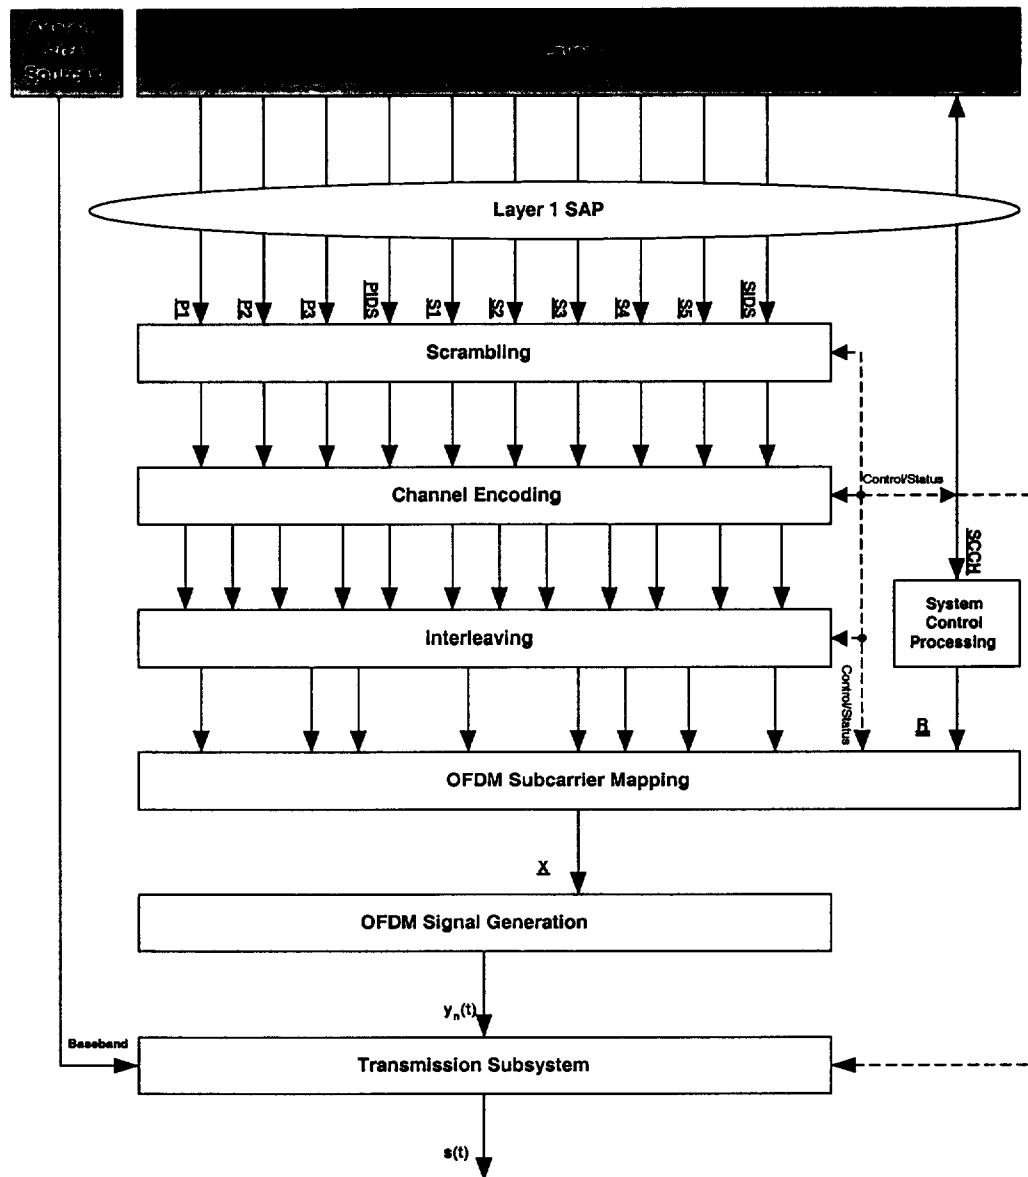 Layer 1 SAP
P1
P2
P3
PIDS
S1
S2
S3
S4
S5
SIDS
Scrambling
Channel Encoding
Control/Status
SCCH
System
Control
Processing
Interleaving
Control/Status
R
OFDM Subcarrier Mapping
X
OFDM Signal Generation
yn(t)
Baseband
Transmission Subsystem
s(t)